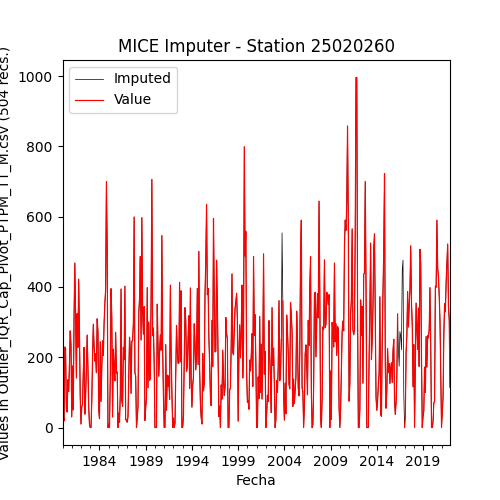 MICE Imputer - Station 25020260
Imputed
Value
1000
800
600
400
200
0
Values in Outlier_IQR_Cap_Pivot_PTPM_TT_M.csv (504 recs.)
1984 1989 1994 1999 2004 2009 2014 2019
Fecha